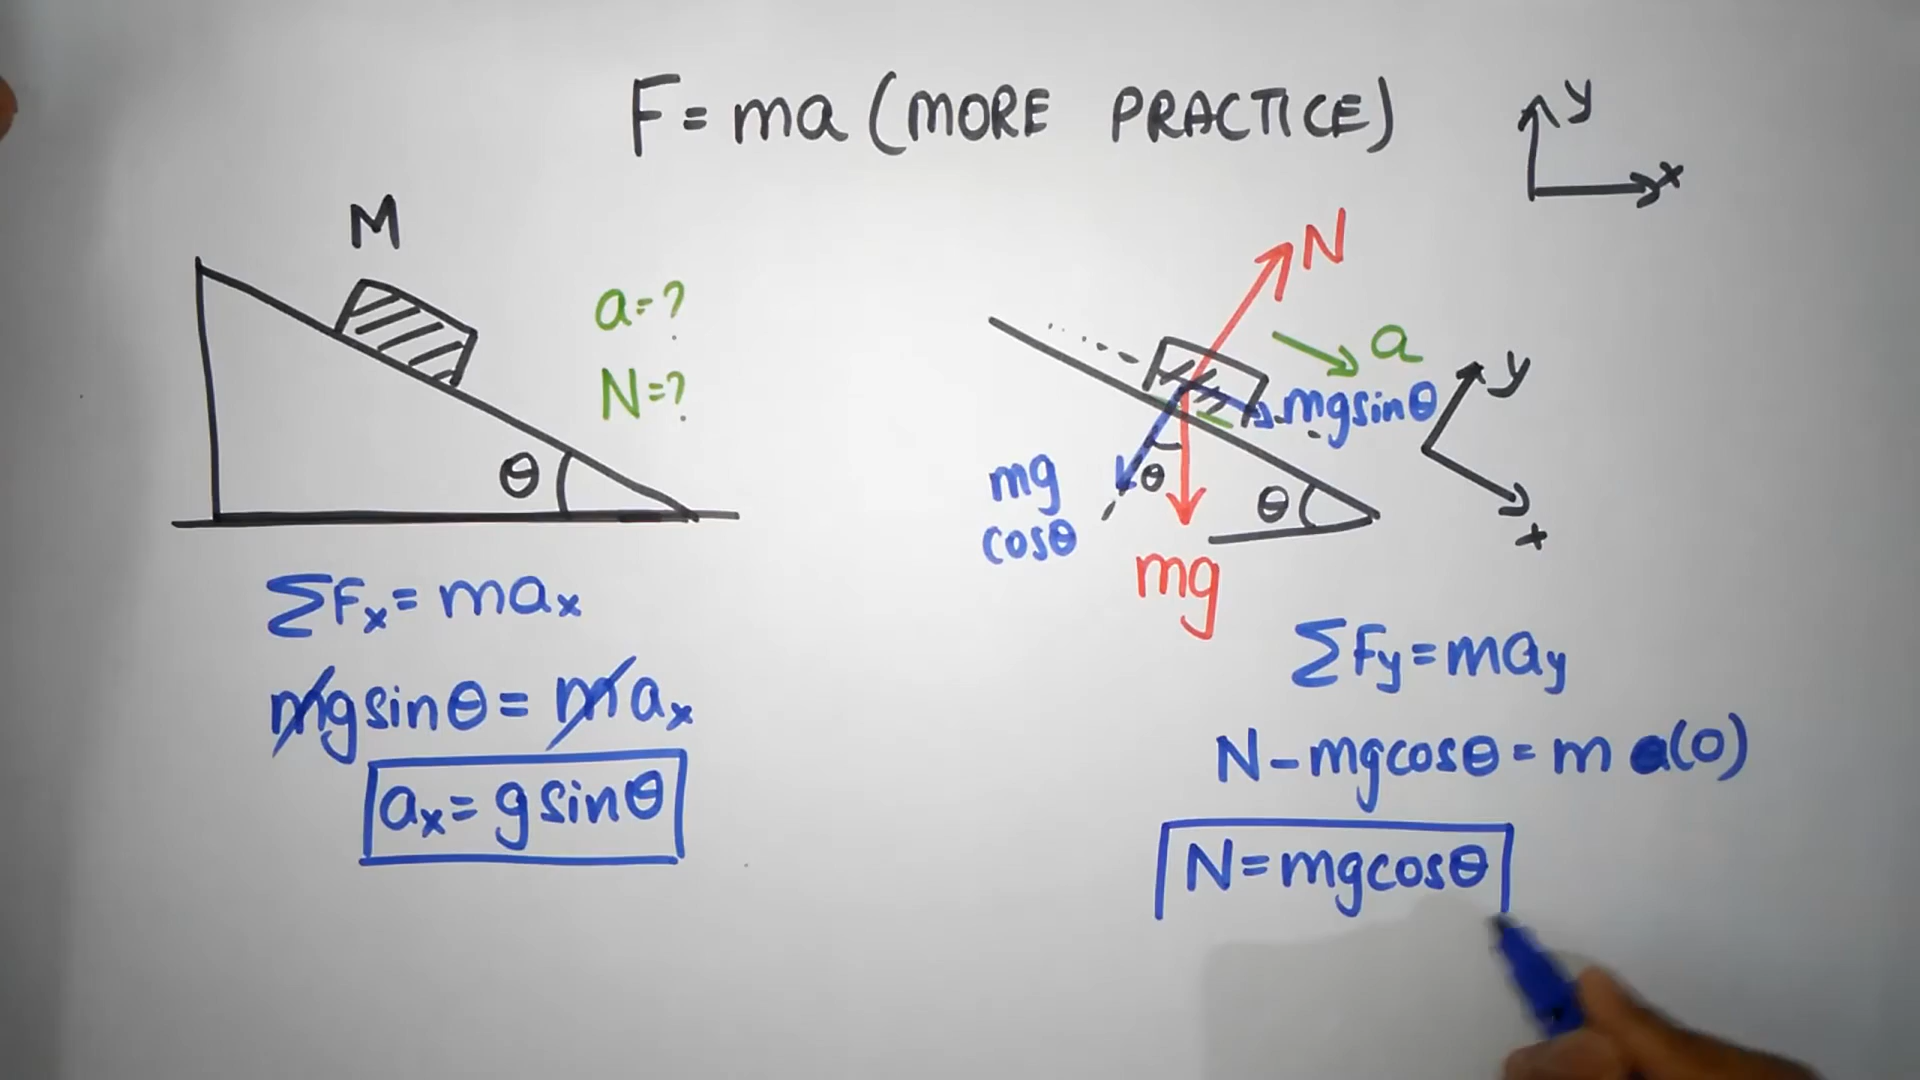 F = ma (MORE PRACTICE)
y
x
M
a = ?
N = ?
θ
N
a
mgsinθ
y
x
mg
cosθ
θ
θ
mg
ΣFx = max
mgsinθ = max
ax = gsinθ
ΣFy = may
N - mgcosθ = m a(0)
N = mgcosθ